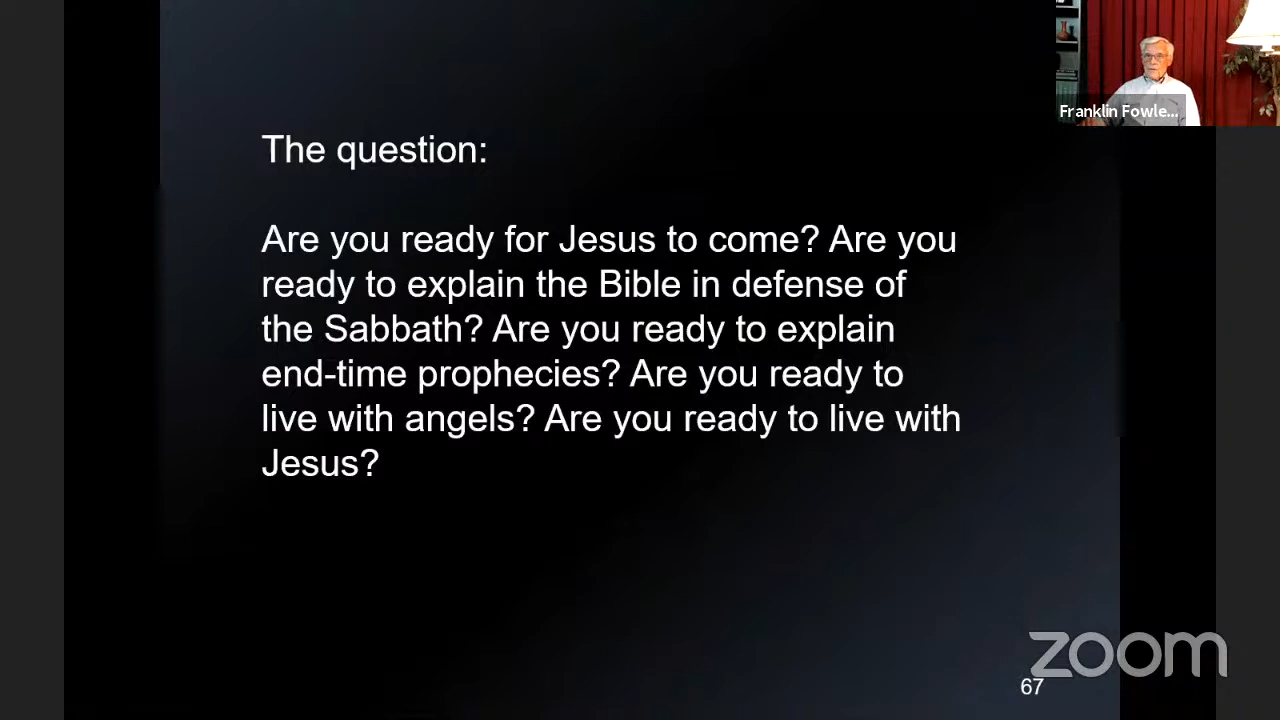 Franklin Fowle...
The question:
Are you ready for Jesus to come? Are you
ready to explain the Bible in defense of
the Sabbath? Are you ready to explain
end-time prophecies? Are you ready to
live with angels? Are you ready to live with
Jesus?
zoom
67